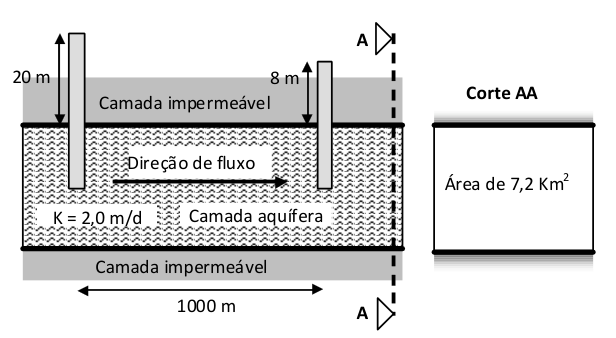 A
20 m
8 m
Camada impermeável
Corte AA
Direção de fluxo
Área de 7,2 Km²
K = 2,0 m/d
Camada aquífera
Camada impermeável
1000 m
A